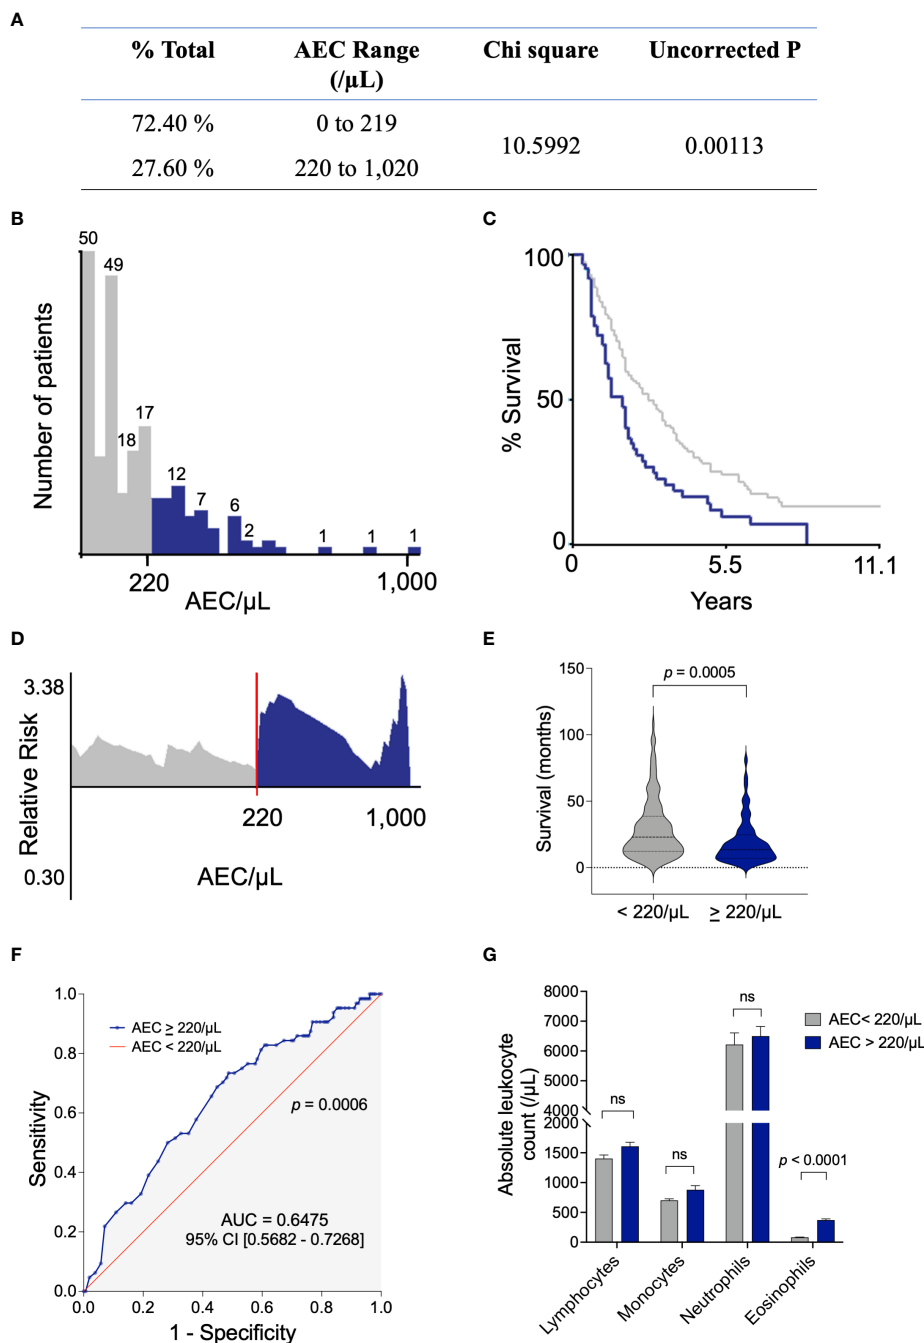 A
% Total
AEC Range
(/µL)
Chi square
Uncorrected P
72.40 %
0 to 219
10.5992
0.00113
27.60 %
220 to 1,020
B
50
49
18
17
12
7
6
2
1
1
1
Number of patients
220
1,000
AEC/µL
C
100
50
0
% Survival
0
5.5
11.1
Years
D
3.38
0.30
Relative Risk
220
1,000
AEC/µL
E
150
100
50
0
Survival (months)
p = 0.0005
< 220/µL
≥ 220/µL
F
1.0
0.8
0.6
0.4
0.2
0.0
Sensitivity
AEC ≥ 220/µL
AEC < 220/µL
p = 0.0006
AUC = 0.6475
95% CI [0.5682 - 0.7268]
0.0
0.2
0.4
0.6
0.8
1.0
1 - Specificity
G
8000
7000
6000
5000
4000
2000
1500
1000
500
0
Absolute leukocyte
count (/µL)
ns
ns
ns
p < 0.0001
AEC< 220/µL
AEC > 220/µL
Lymphocytes
Monocytes
Neutrophils
Eosinophils